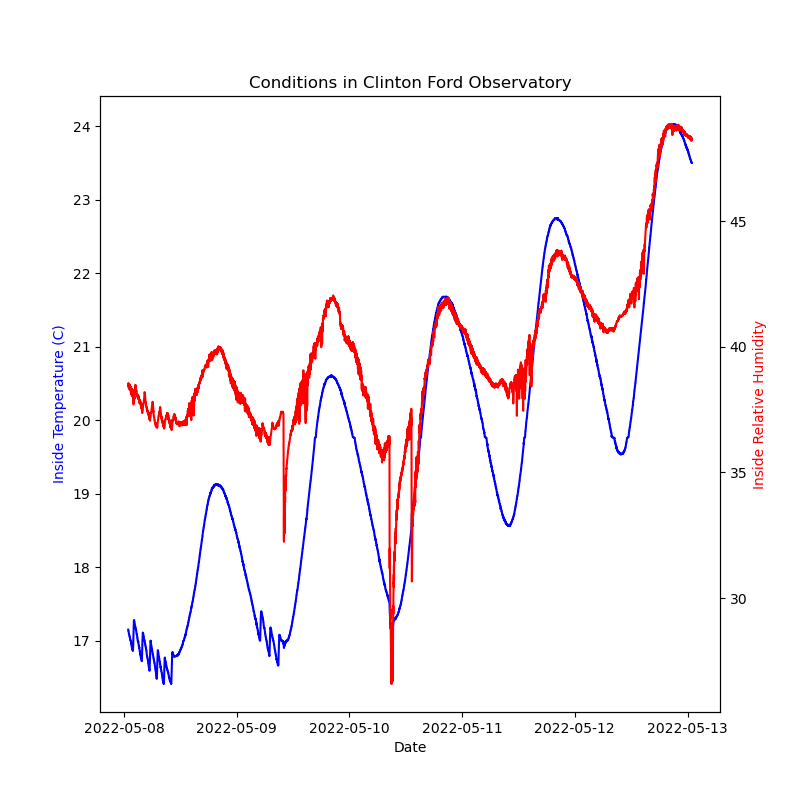 Conditions in Clinton Ford Observatory
24
23
22
21
20
19
18
17
Inside Temperature (C)
45
40
35
30
Inside Relative Humidity
2022-05-08 2022-05-09 2022-05-10 2022-05-11 2022-05-12 2022-05-13
Date